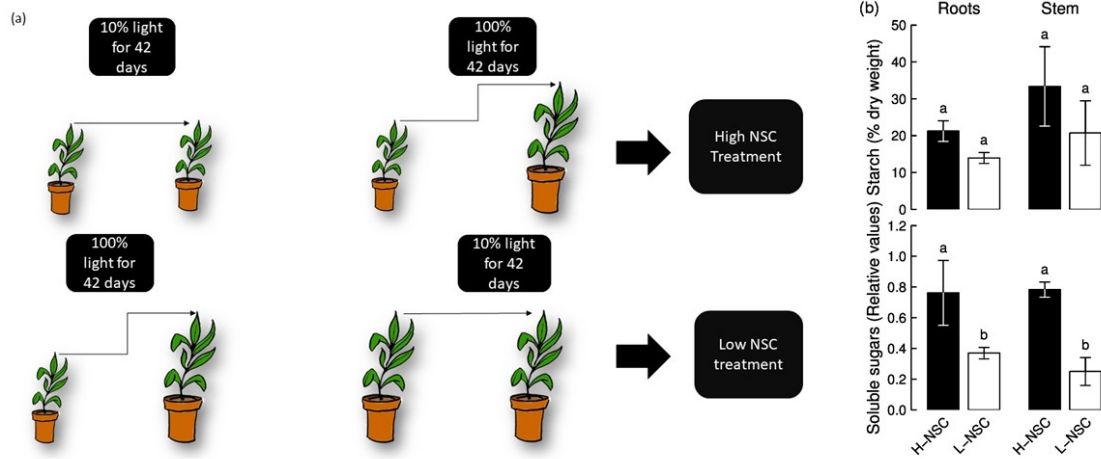 (a)
10% light
for 42
days
100%
light for
42 days
High NSC
Treatment
100%
light for
42 days
10% light
for 42
days
Low NSC
treatment
(b)
Roots
Stem
Starch (% dry weight)
50
40
30
20
10
0
a
a
a
a
Soluble sugars (Relative values)
1.2
1.0
0.8
0.6
0.4
0.2
0.0
a
b
a
b
H–NSC
L–NSC
H–NSC
L–NSC